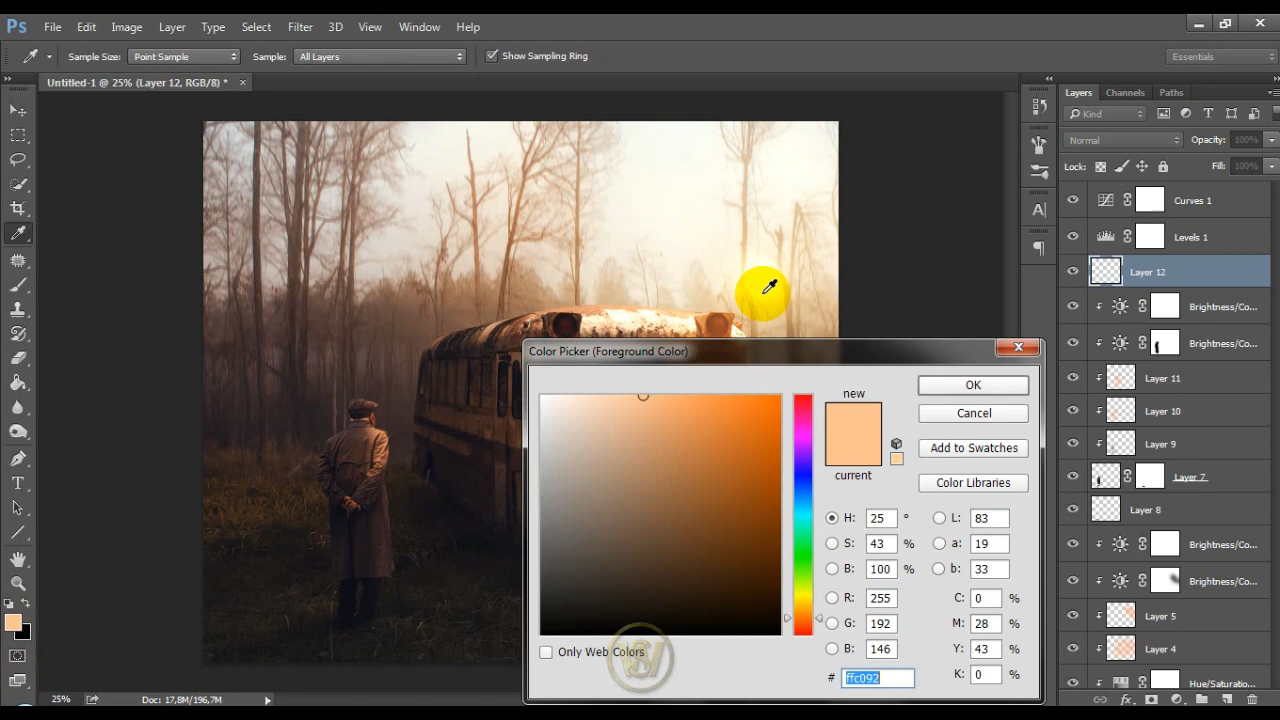 Ps File Edit Image Layer Type Select Filter 3D View Window Help
Sample Size: Point Sample Sample: All Layers Show Sampling Ring Essentials
Untitled-1 @ 25% (Layer 12, RGB/8) * ×
Layers Channels Paths
Kind
Normal Opacity: 100%
Lock: Fill: 100%
Curves 1
Levels 1
Layer 12
Brightness/Co...
Brightness/Co...
Layer 11
Layer 10
Layer 9
Layer 7
Layer 8
Brightness/Co...
Brightness/Co...
Layer 5
Layer 4
Hue/Saturatio...
Color Picker (Foreground Color)
new
current
OK
Cancel
Add to Swatches
Color Libraries
H: 25 ° L: 83
S: 43 % a: 19
B: 100 % b: 33
R: 255 C: 0 %
G: 192 M: 28 %
B: 146 Y: 43 %
# ffc092 K: 0 %
Only Web Colors
25% Doc: 17,8M/196,7M